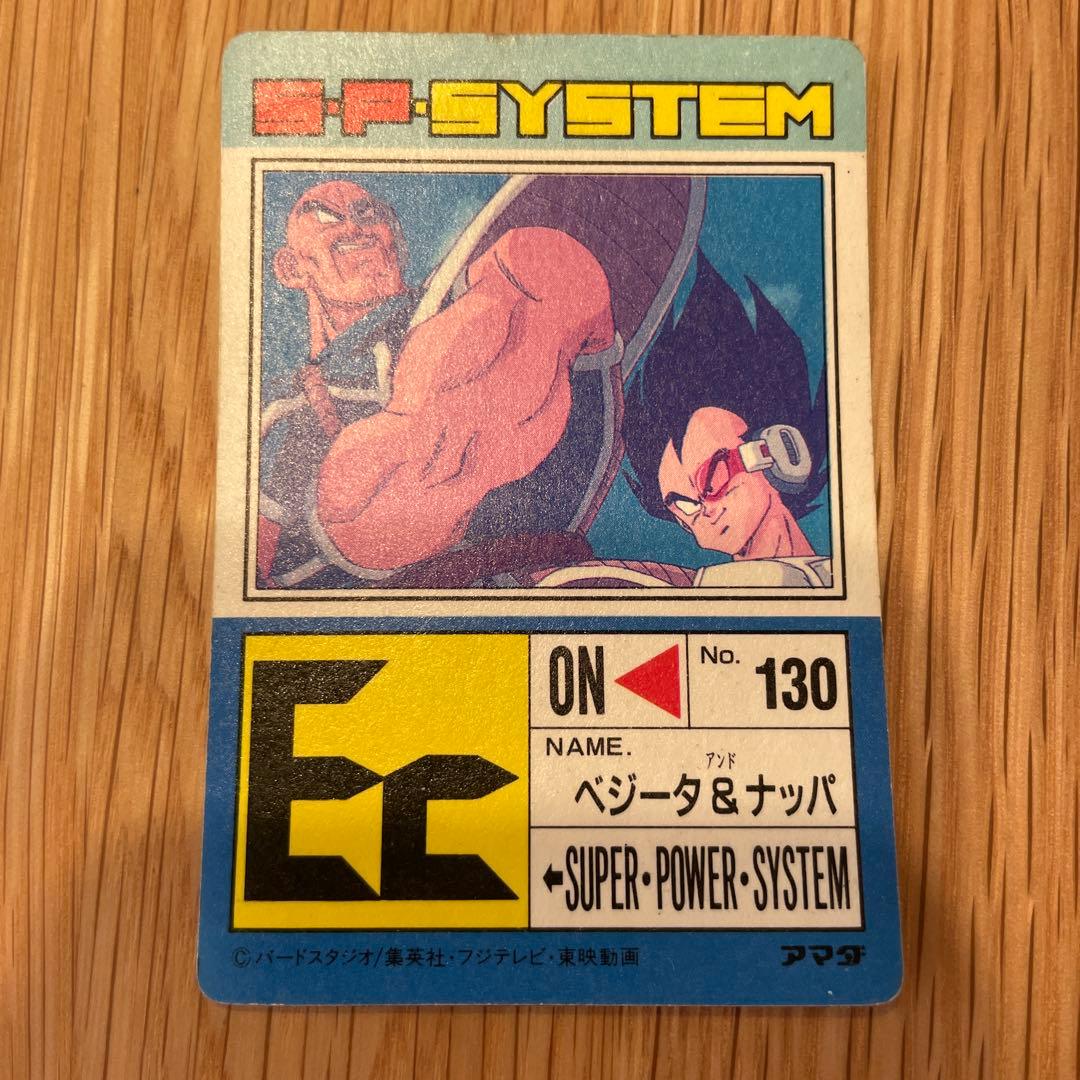 S・P・SYSTEM
Ec
ON
No. 130
NAME.
アンド
ベジータ&ナッパ
←SUPER・POWER・SYSTEM
©バードスタジオ/集英社・フジテレビ・東映動画
アマダ